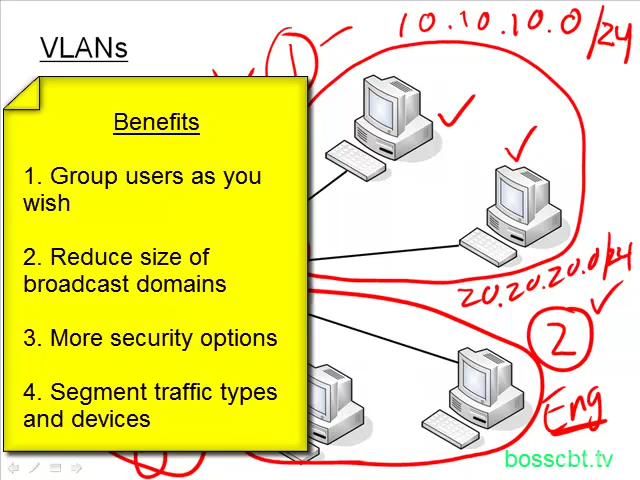 VLANs
1
10.10.10.0/24
Benefits
1. Group users as you
wish
2. Reduce size of
broadcast domains
3. More security options
4. Segment traffic types
and devices
20.20.20.0/24
2
Eng
bosscbt.tv